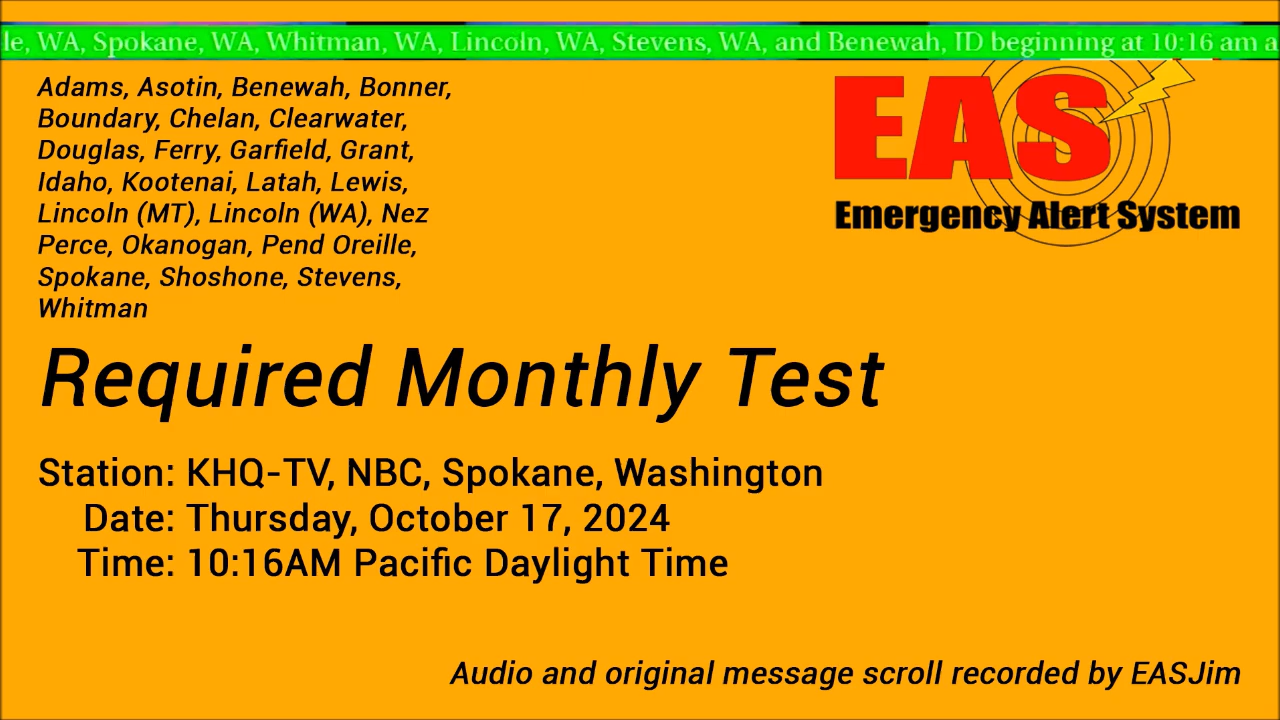 le, WA, Spokane, WA, Whitman, WA, Lincoln, WA, Stevens, WA, and Benewah, ID beginning at 10:16 am a
Adams, Asotin, Benewah, Bonner,
Boundary, Chelan, Clearwater,
Douglas, Ferry, Garfield, Grant,
Idaho, Kootenai, Latah, Lewis,
Lincoln (MT), Lincoln (WA), Nez
Perce, Okanogan, Pend Oreille,
Spokane, Shoshone, Stevens,
Whitman
EAS
Emergency Alert System
Required Monthly Test
Station: KHQ-TV, NBC, Spokane, Washington
Date: Thursday, October 17, 2024
Time: 10:16AM Pacific Daylight Time
Audio and original message scroll recorded by EASJim